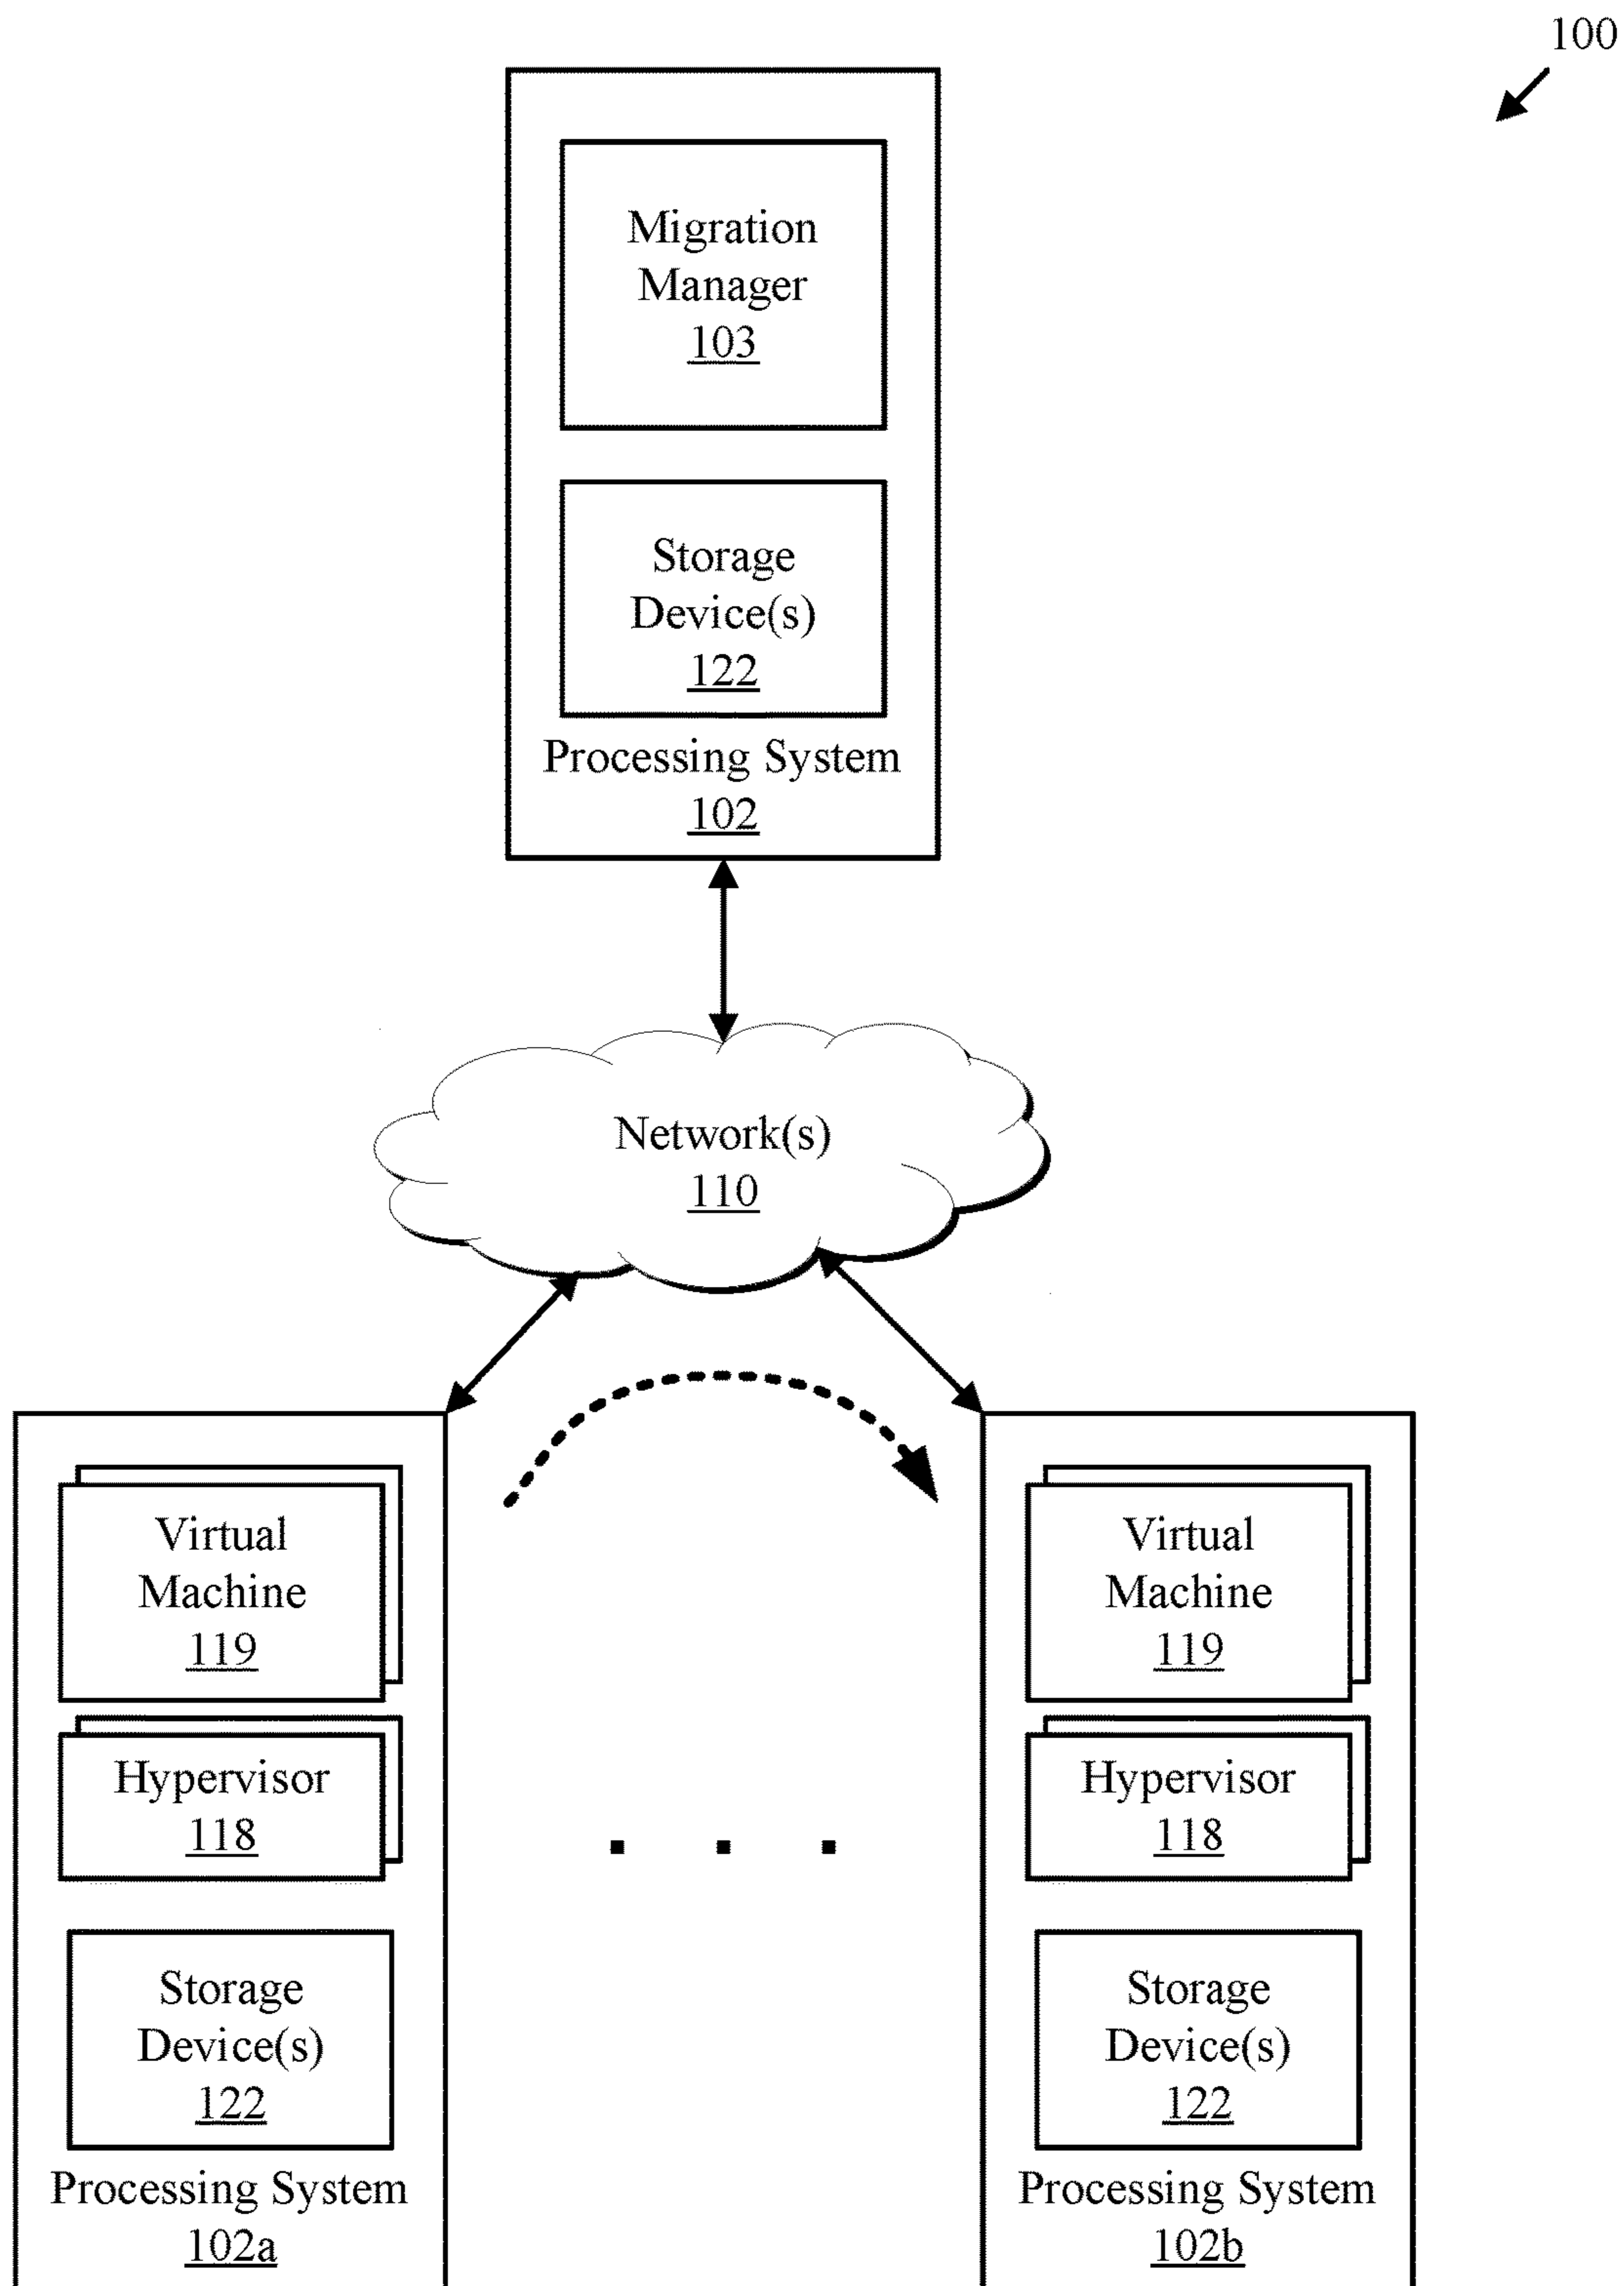 100
Migration
Manager
103
Storage
Device(s)
122
Processing System
102
Network(s)
110
Virtual
Machine
119
Hypervisor
118
Storage
Device(s)
122
Processing System
102a
Virtual
Machine
119
Hypervisor
118
Storage
Device(s)
122
Processing System
102b